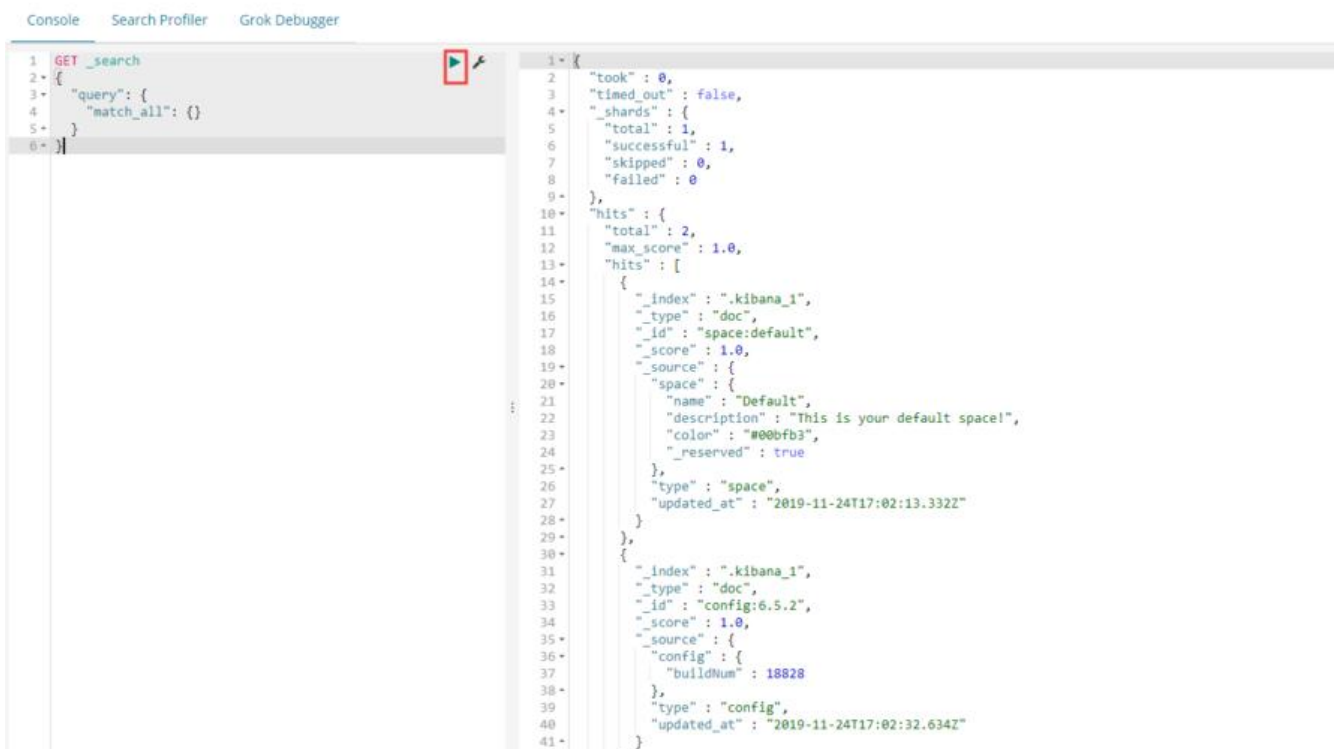 Console Search Profiler Grok Debugger
1 GET _search
2 {
3 "query": {
4 "match_all": {}
5 }
6 }
1 {
2 "took" : 0,
3 "timed_out" : false,
4 "_shards" : {
5 "total" : 1,
6 "successful" : 1,
7 "skipped" : 0,
8 "failed" : 0
9 },
10 "hits" : {
11 "total" : 2,
12 "max_score" : 1.0,
13 "hits" : [
14 {
15 "_index" : ".kibana_1",
16 "_type" : "doc",
17 "_id" : "space:default",
18 "_score" : 1.0,
19 "_source" : {
20 "space" : {
21 "name" : "Default",
22 "description" : "This is your default space!",
23 "color" : "#00bfb3",
24 "_reserved" : true
25 },
26 "type" : "space",
27 "updated_at" : "2019-11-24T17:02:13.332Z"
28 }
29 },
30 {
31 "_index" : ".kibana_1",
32 "_type" : "doc",
33 "_id" : "config:6.5.2",
34 "_score" : 1.0,
35 "_source" : {
36 "config" : {
37 "buildNum" : 18828
38 },
39 "type" : "config",
40 "updated_at" : "2019-11-24T17:02:32.634Z"
41 }